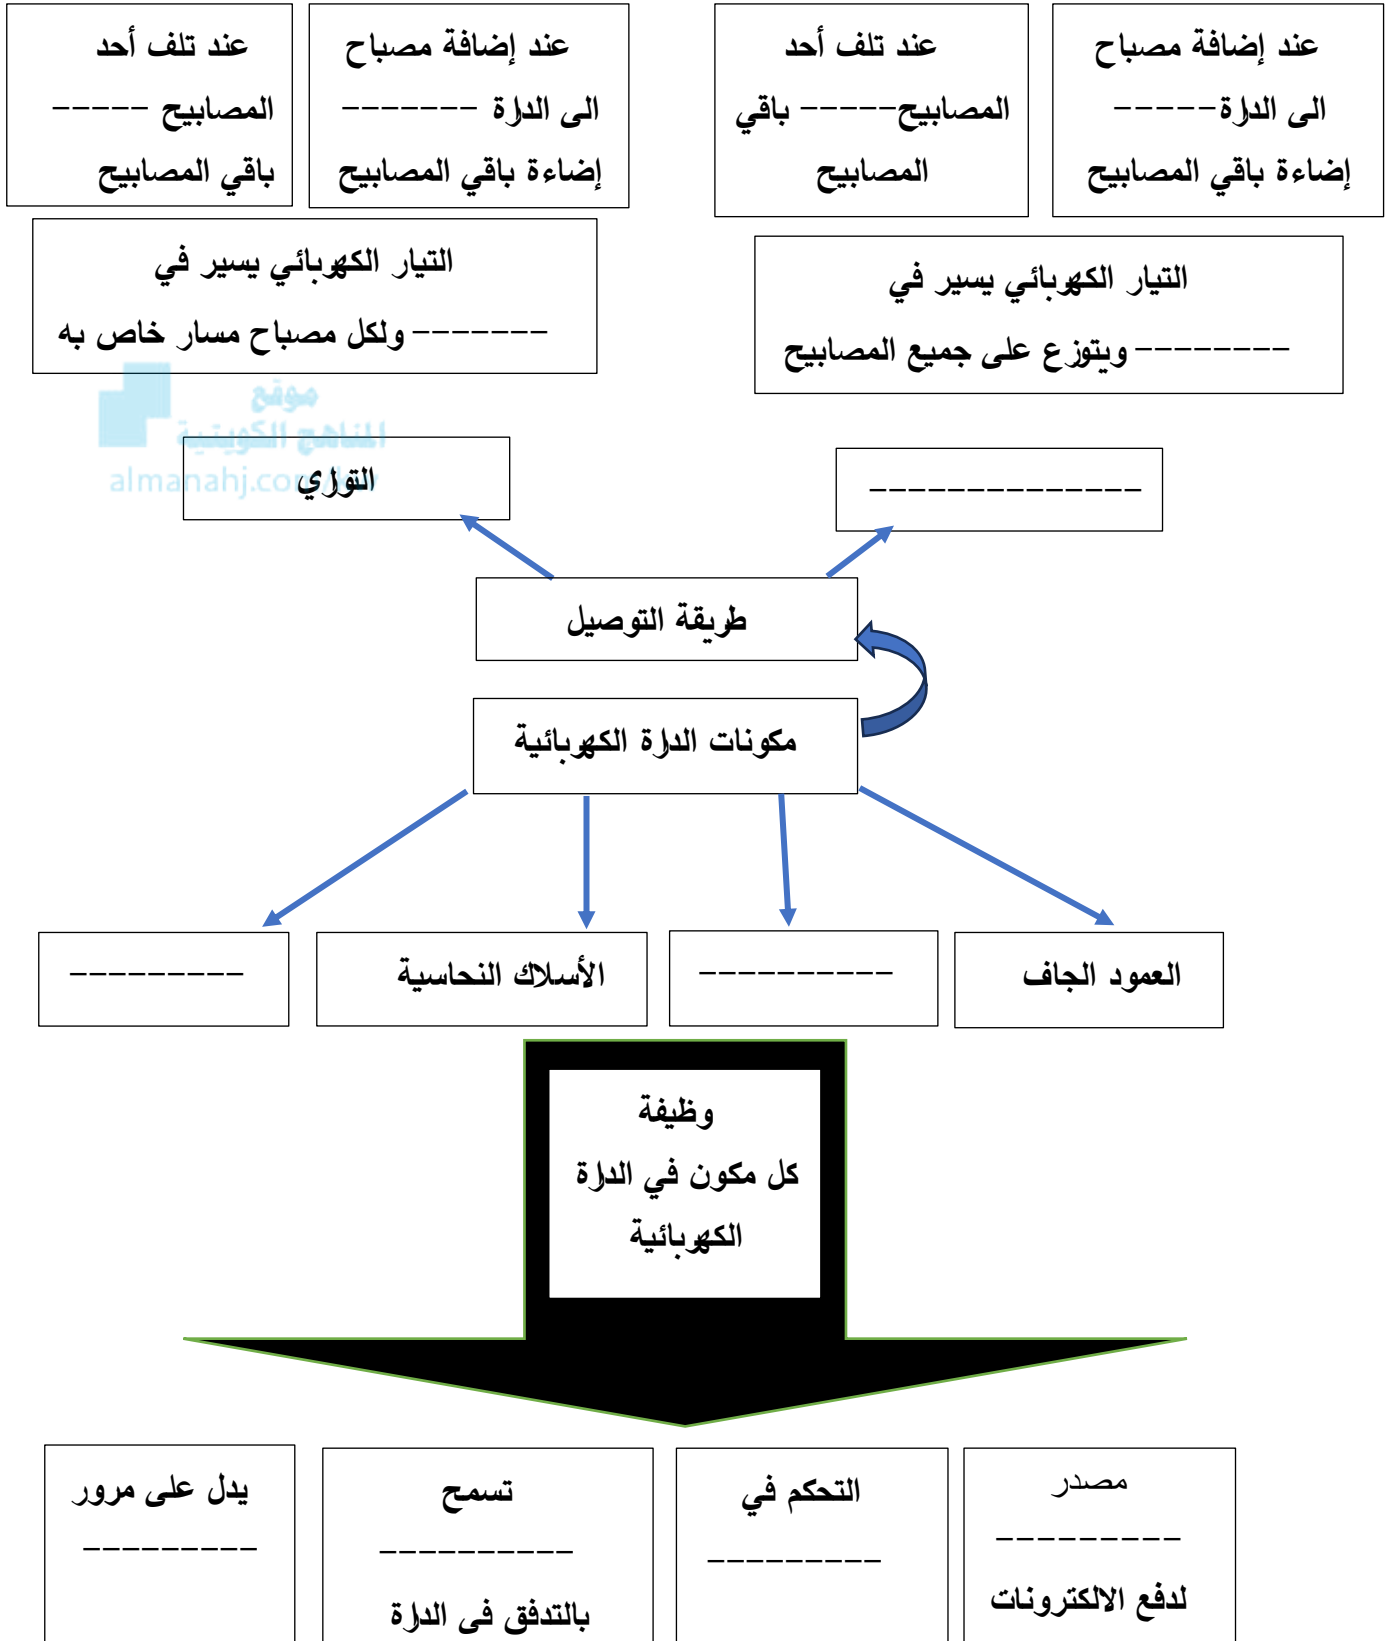 عند إضافة مصباح
الى الدارة-----
إضاءة باقي المصابيح
عند تلف أحد
المصابيح----- باقي
المصابيح
عند إضافة مصباح
الى الدارة -------
إضاءة باقي المصابيح
عند تلف أحد
المصابيح -----
باقي المصابيح
التيار الكهربائي يسير في
-------- ويتوزع على جميع المصابيح
التيار الكهربائي يسير في
------- ولكل مصباح مسار خاص به
موقع
المناهج الكويتية
almanahj.com/kw
--------------
التوازي
طريقة التوصيل
مكونات الدارة الكهربائية
العمود الجاف
----------
الأسلاك النحاسية
---------
وظيفة
كل مكون في الدارة
الكهربائية
مصدر
---------
لدفع الالكترونات
التحكم في
---------
تسمح
----------
بالتدفق في الدارة
يدل على مرور
---------